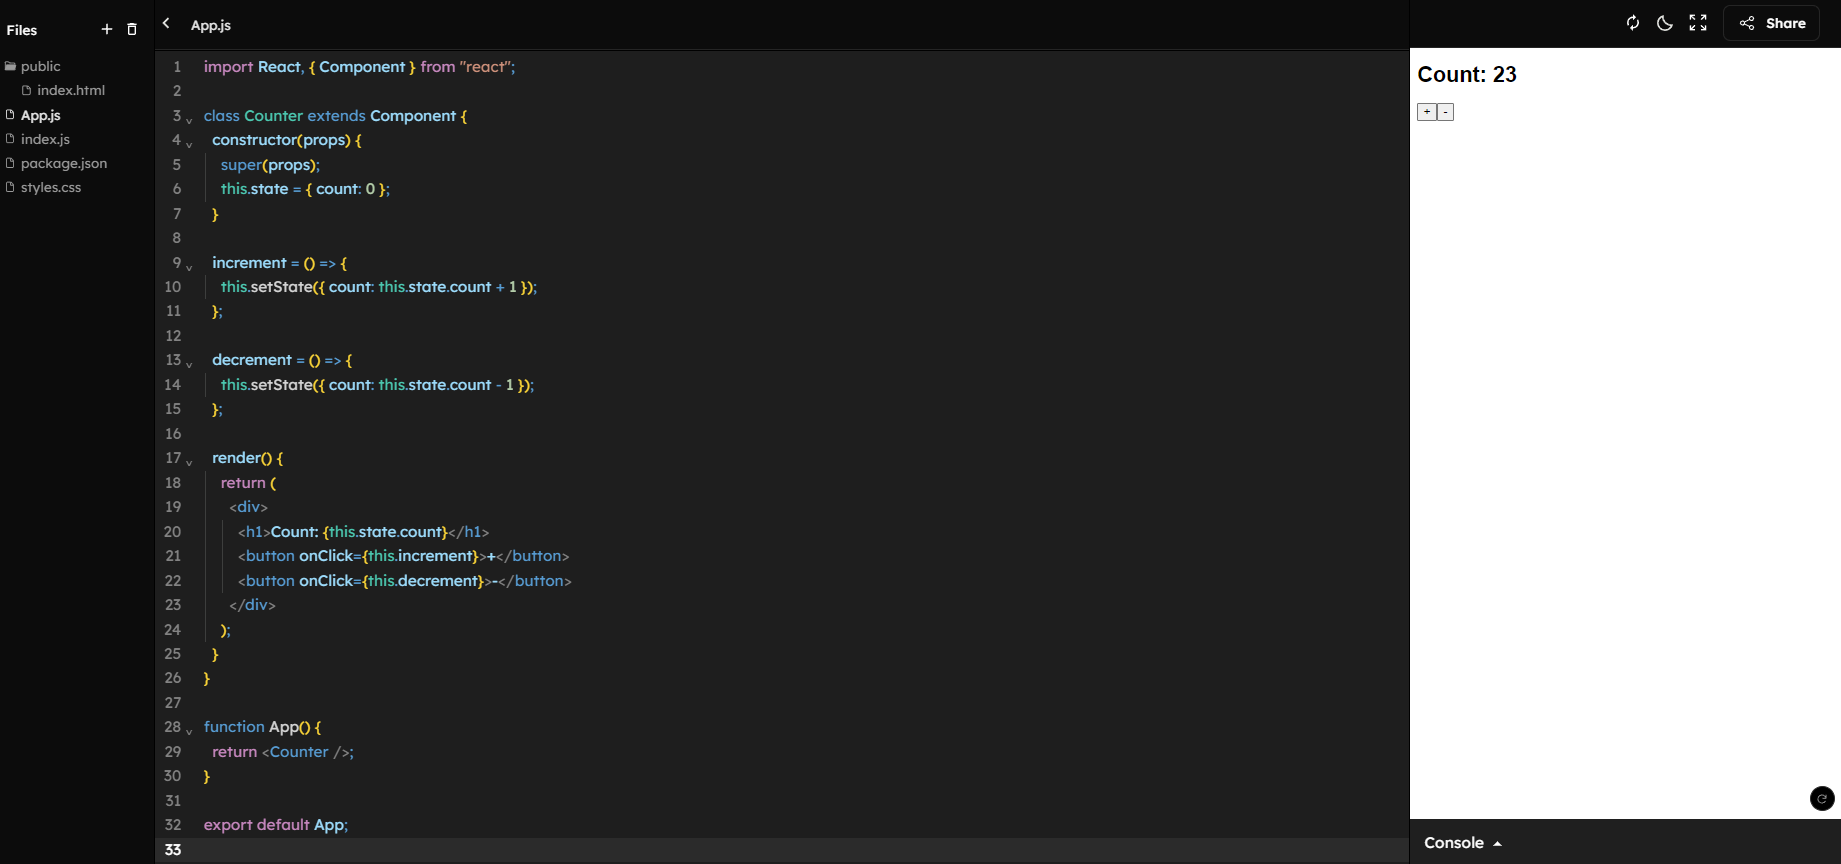 Files
public
index.html
App.js
index.js
package.json
styles.css
App.js
1 import React, { Component } from "react";
2
3 class Counter extends Component {
4   constructor(props) {
5     super(props);
6     this.state = { count: 0 };
7   }
8
9   increment = () => {
10     this.setState({ count: this.state.count + 1 });
11   };
12
13   decrement = () => {
14     this.setState({ count: this.state.count - 1 });
15   };
16
17   render() {
18     return (
19       <div>
20         <h1>Count: {this.state.count}</h1>
21         <button onClick={this.increment}>+</button>
22         <button onClick={this.decrement}>-</button>
23       </div>
24     );
25   }
26 }
27
28 function App() {
29   return <Counter />;
30 }
31
32 export default App;
33
Share
Count: 23
+ -
Console